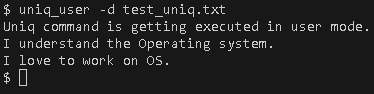 $ uniq_user -d test_uniq.txt
Uniq command is getting executed in user mode.
I understand the Operating system.
I love to work on OS.
$